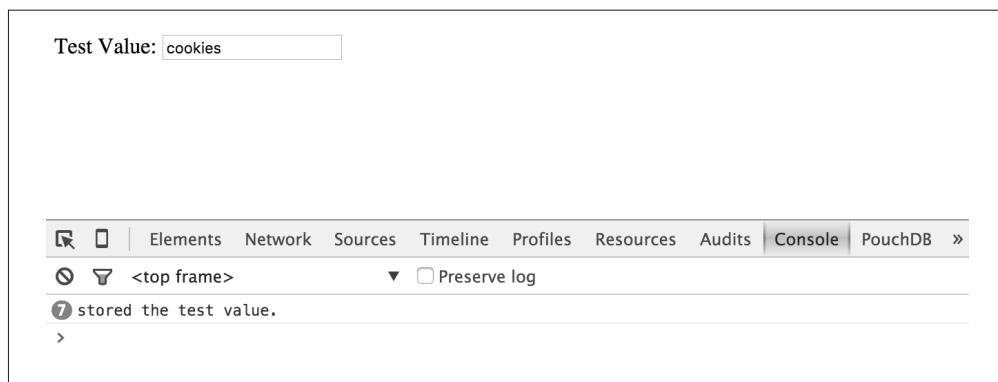 Test Value: cookies
Elements Network Sources Timeline Profiles Resources Audits Console PouchDB »
<top frame> ▼ Preserve log
7 stored the test value.
>